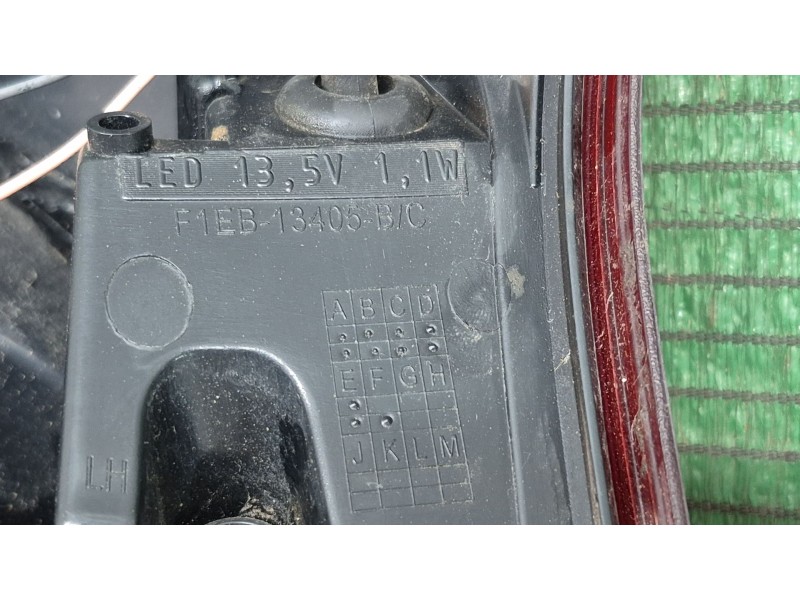 LED 13,5V 1,1W
F1EB-13405-B/C
A B C D
E F G H
J K L M
LH